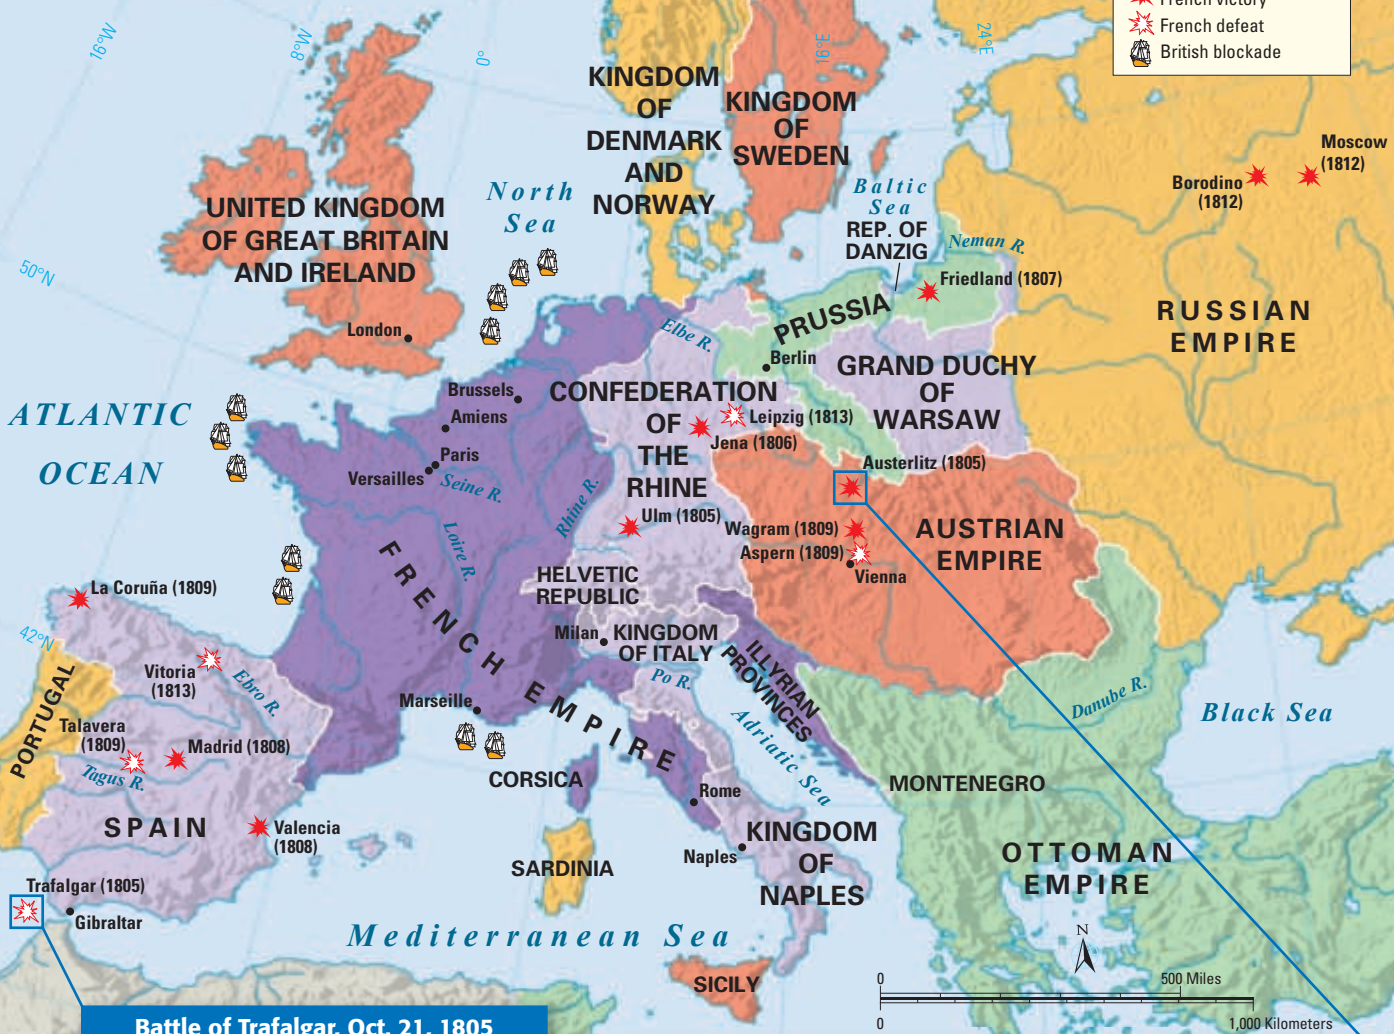 French victory
French defeat
British blockade
16°W
8°W
0°
16°E
24°E
50°N
42°N
KINGDOM
OF
DENMARK
AND
NORWAY
KINGDOM
OF
SWEDEN
Moscow
(1812)
Borodino
(1812)
North
Sea
Baltic
Sea
REP. OF
DANZIG
Neman R.
UNITED KINGDOM
OF GREAT BRITAIN
AND IRELAND
London
Friedland (1807)
PRUSSIA
RUSSIAN
EMPIRE
Elbe R.
Berlin
GRAND DUCHY
OF
WARSAW
Brussels
Amiens
CONFEDERATION
OF
THE
RHINE
Leipzig (1813)
Jena (1806)
ATLANTIC
OCEAN
Paris
Versailles
Seine R.
Loire R.
Rhine R.
Ulm (1805)
Austerlitz (1805)
Wagram (1809)
Aspern (1809)
Vienna
AUSTRIAN
EMPIRE
FRENCH EMPIRE
HELVETIC
REPUBLIC
Milan
KINGDOM
OF ITALY
Po R.
ILLYRIAN
PROVINCES
Adriatic Sea
La Coruña (1809)
Vitoria
(1813)
Ebro R.
PORTUGAL
Talavera
(1809)
Madrid (1808)
Tagus R.
SPAIN
Valencia
(1808)
Marseille
CORSICA
Rome
Danube R.
Black Sea
MONTENEGRO
SARDINIA
Naples
KINGDOM
OF
NAPLES
OTTOMAN
EMPIRE
Trafalgar (1805)
Gibraltar
Mediterranean Sea
SICILY
N
0
500 Miles
0
1,000 Kilometers
Battle of Trafalgar, Oct. 21, 1805